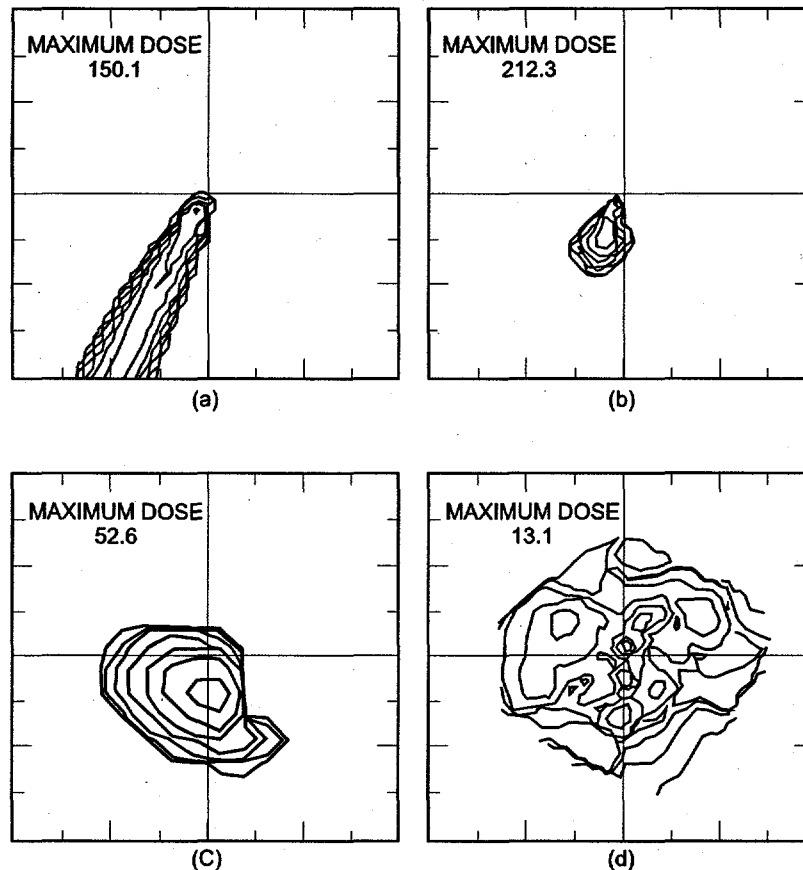 MAXIMUM DOSE
150.1
(a)
MAXIMUM DOSE
212.3
(b)
MAXIMUM DOSE
52.6
(C)
MAXIMUM DOSE
13.1
(d)